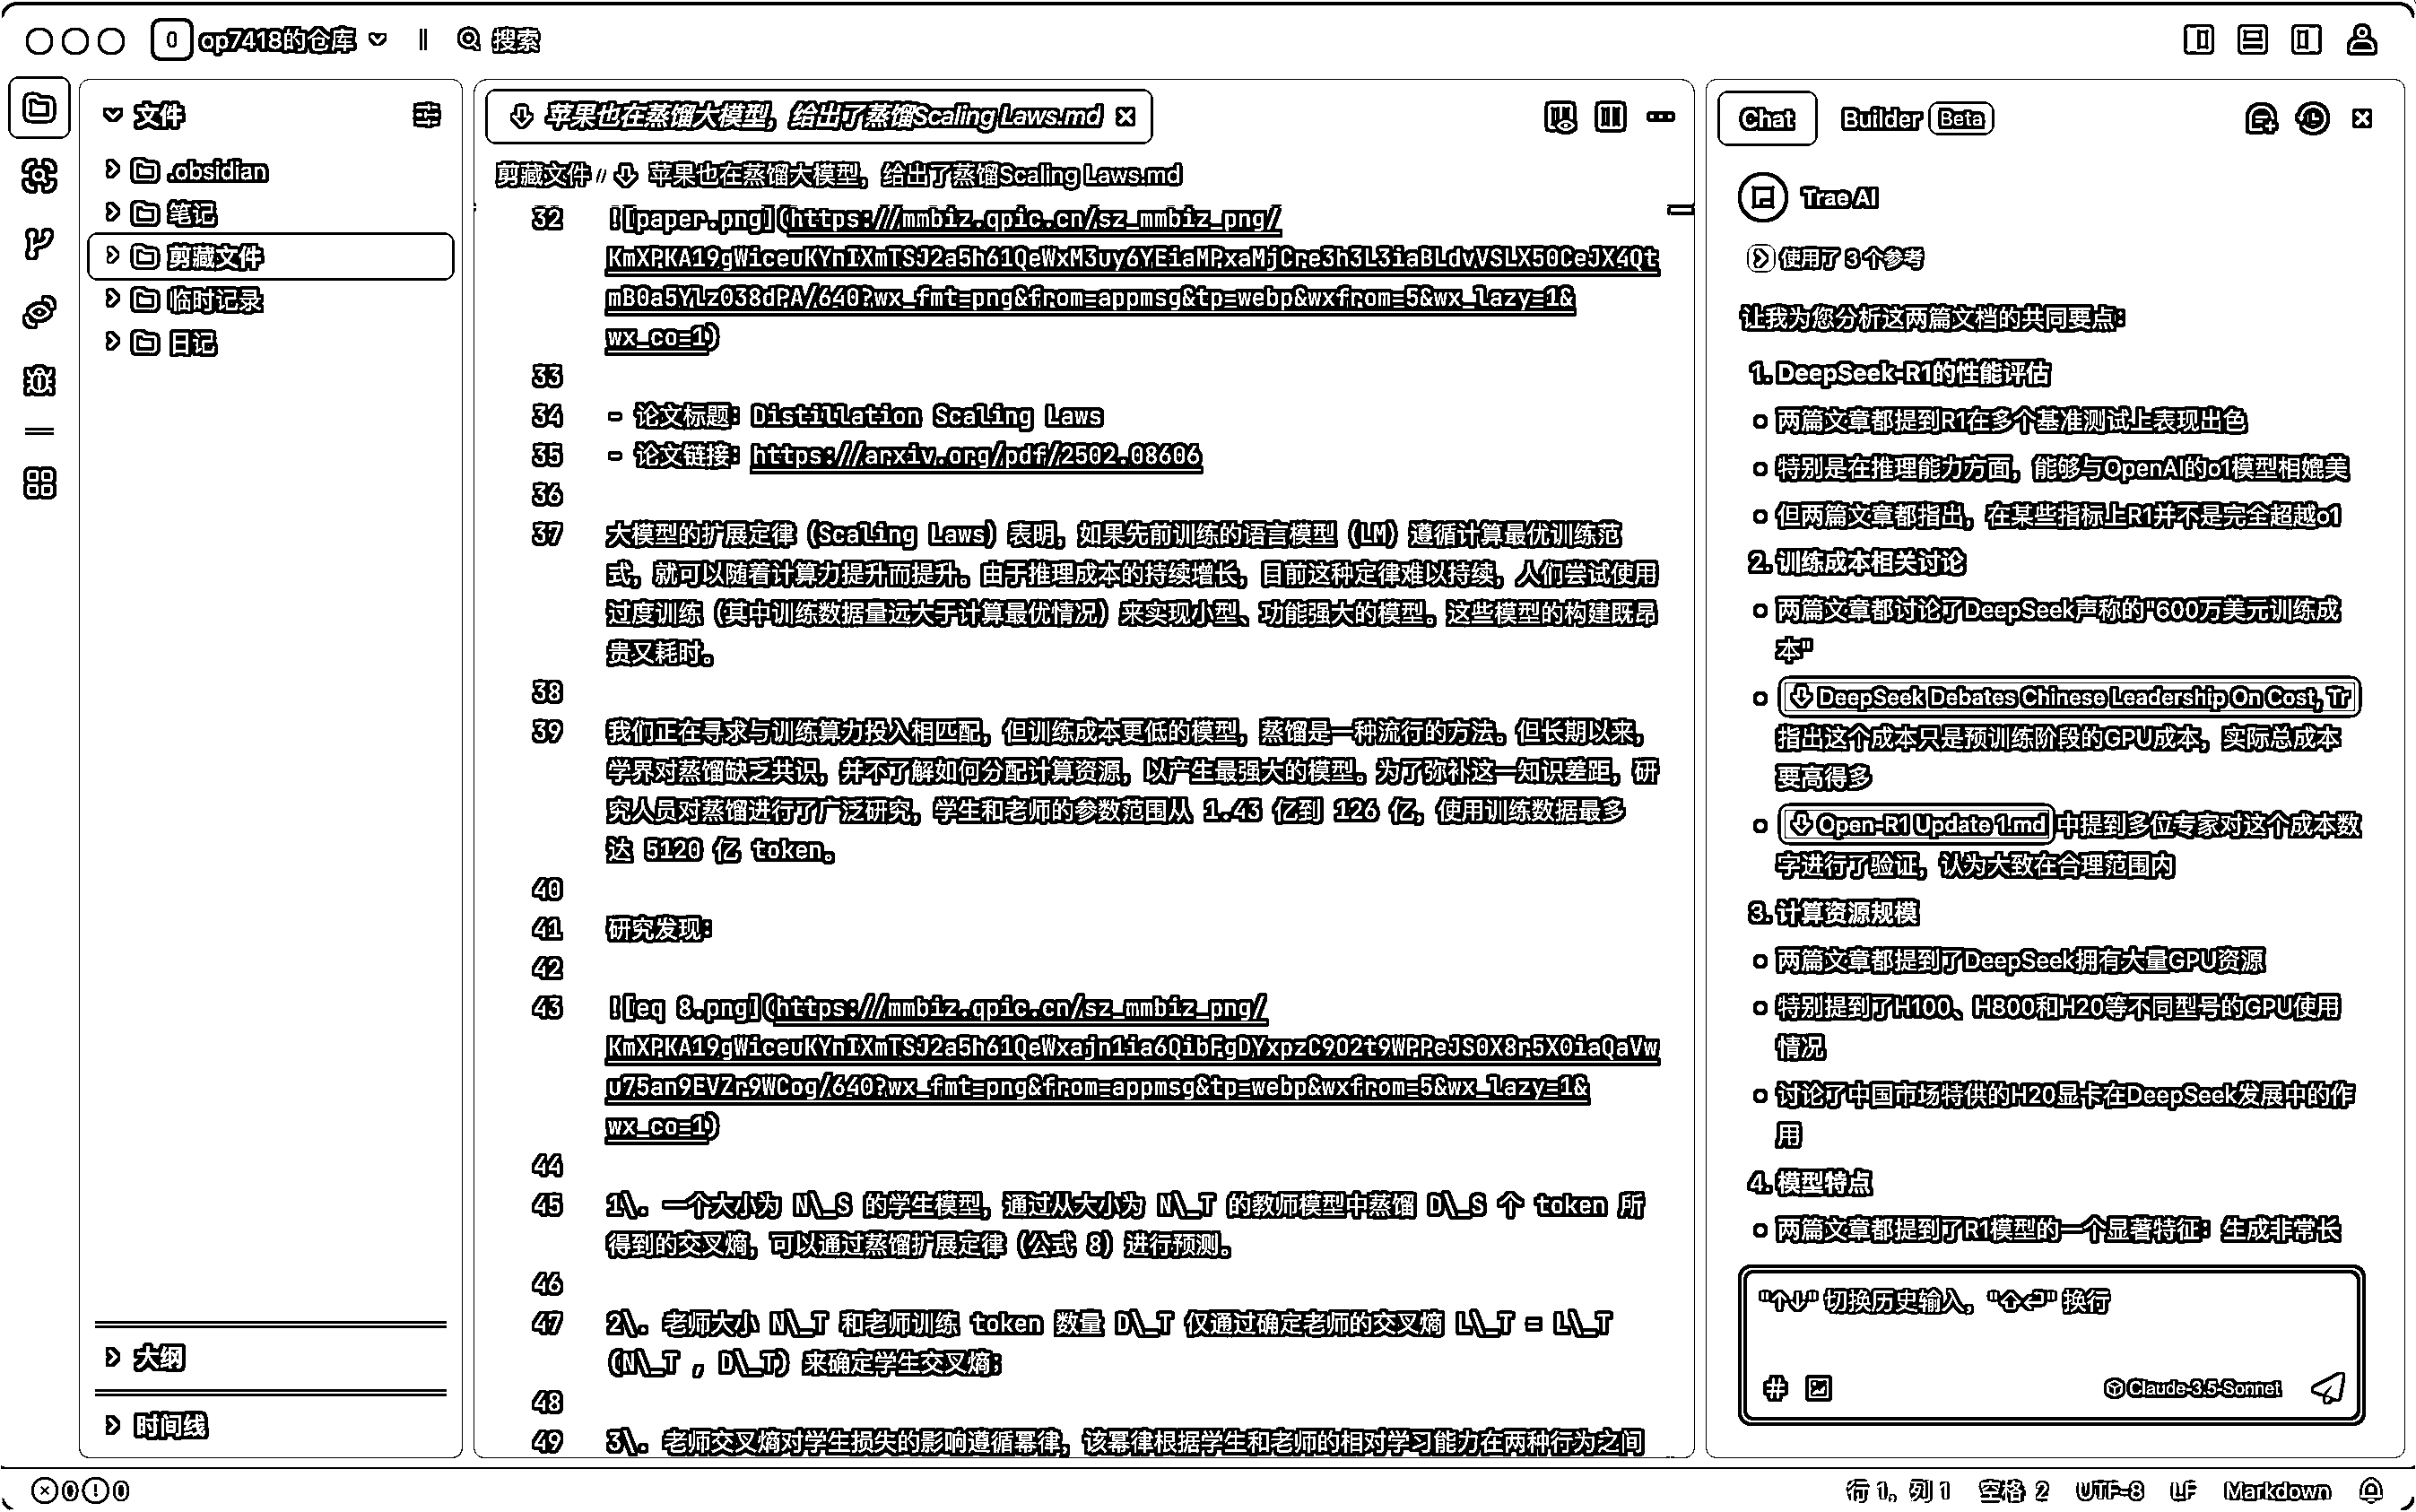 op7418的仓库
搜索
文件
.obsidian
笔记
剪藏文件
临时记录
日记
大纲
时间线
苹果也在蒸馏大模型，给出了蒸馏Scaling Laws.md
剪藏文件 苹果也在蒸馏大模型，给出了蒸馏Scaling Laws.md
32 ![paper.png](https://mmbiz.qpic.cn/sz_mmbiz_png/
KmXPKA19gWiceuKYnIXmTSJ2a5h61QeWxM3uy6YEiaMPxaMjCre3h3L3iaBLdvVSLX50CeJX4Qt
mB0a5Ylz038dPA/640?wx_fmt=png&from=appmsg&tp=webp&wxfrom=5&wx_lazy=1&
wx_co=1)
33
34 - 论文标题：Distillation Scaling Laws
35 - 论文链接：https://arxiv.org/pdf/2502.08606
36
37 大模型的扩展定律（Scaling Laws）表明，如果先前训练的语言模型（LM）遵循计算最优训练范
式，就可以随着计算力提升而提升。由于推理成本的持续增长，目前这种定律难以持续，人们尝试使用
过度训练（其中训练数据量远大于计算最优情况）来实现小型、功能强大的模型。这些模型的构建既昂
贵又耗时。
38
39 我们正在寻求与训练算力投入相匹配，但训练成本更低的模型，蒸馏是一种流行的方法。但长期以来，
学界对蒸馏缺乏共识，并不了解如何分配计算资源，以产生最强大的模型。为了弥补这一知识差距，研
究人员对蒸馏进行了广泛研究，学生和老师的参数范围从 1.43 亿到 126 亿，使用训练数据最多
达 5120 亿 token。
40
41 研究发现：
42
43 ![eq 8.png](https://mmbiz.qpic.cn/sz_mmbiz_png/
KmXPKA19gWiceuKYnIXmTSJ2a5h61QeWxajn1ia6QibFgDYxpzC9O2t9WPPeJS0X8r5X0iaQaVw
u75an9EVZr9WCog/640?wx_fmt=png&from=appmsg&tp=webp&wxfrom=5&wx_lazy=1&
wx_co=1)
44
45 1\. 一个大小为 N\_S 的学生模型，通过从大小为 N\_T 的教师模型中蒸馏 D\_S 个 token 所
得到的交叉熵，可以通过蒸馏扩展定律（公式 8）进行预测。
46
47 2\. 老师大小 N\_T 和老师训练 token 数量 D\_T 仅通过确定老师的交叉熵 L\_T = L\_T
(N\_T , D\_T) 来确定学生交叉熵；
48
49 3\. 老师交叉熵对学生损失的影响遵循幂律，该幂律根据学生和老师的相对学习能力在两种行为之间
Chat Builder Beta
Trae AI
使用了 3 个参考
让我为您分析这两篇文档的共同要点：
1. DeepSeek-R1的性能评估
两篇文章都提到R1在多个基准测试上表现出色
特别是在推理能力方面，能够与OpenAI的o1模型相媲美
但两篇文章都指出，在某些指标上R1并不是完全超越o1
2. 训练成本相关讨论
两篇文章都讨论了DeepSeek声称的"600万美元训练成
本"
DeepSeek Debates Chinese Leadership On Cost, Tr
指出这个成本只是预训练阶段的GPU成本，实际总成本
要高得多
Open-R1 Update 1.md 中提到多位专家对这个成本数
字进行了验证，认为大致在合理范围内
3. 计算资源规模
两篇文章都提到了DeepSeek拥有大量GPU资源
特别提到了H100、H800和H20等不同型号的GPU使用
情况
讨论了中国市场特供的H20显卡在DeepSeek发展中的作
用
4. 模型特点
两篇文章都提到了R1模型的一个显著特征：生成非常长
"↑↓" 切换历史输入，"⇧⏎" 换行
# Claude-3.5-Sonnet
0 0
行 1，列 1 空格 2 UTF-8 LF Markdown